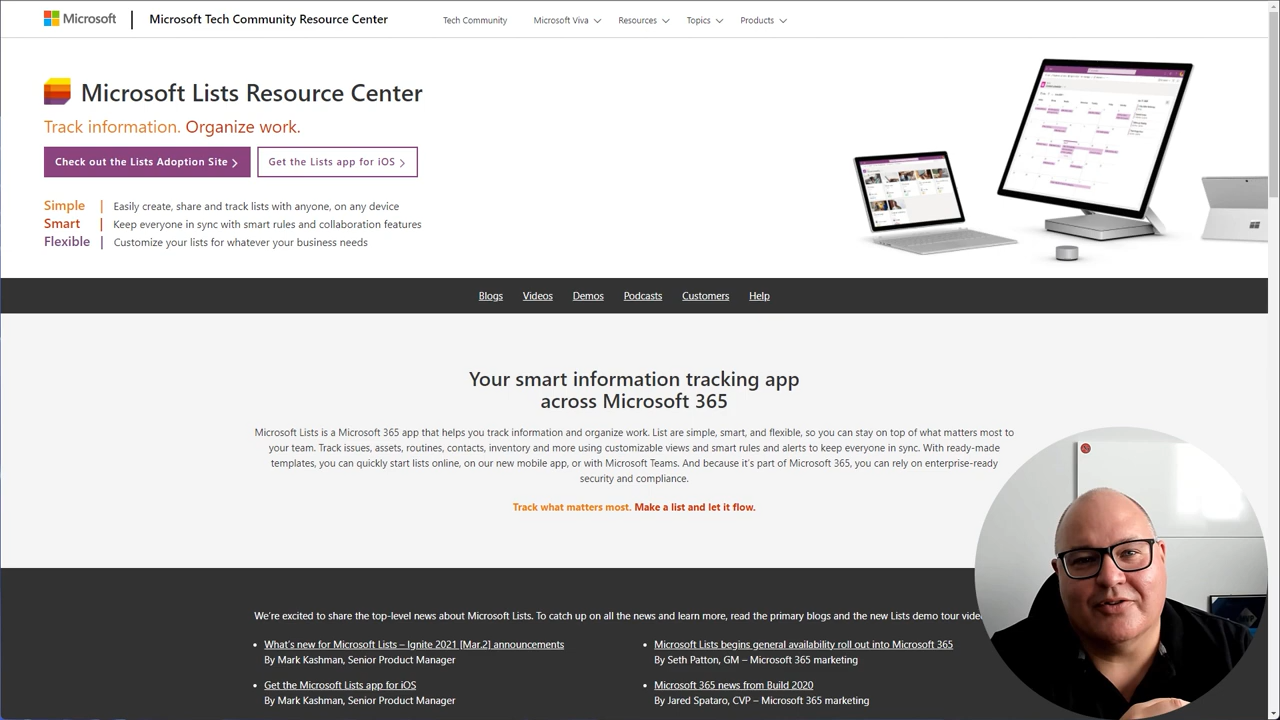 Microsoft
Microsoft Tech Community Resource Center
Tech Community
Microsoft Viva
Resources
Topics
Products
Microsoft Lists Resource Center
Track information. Organize work.
Check out the Lists Adoption Site
Get the Lists app for iOS
Simple | Easily create, share and track lists with anyone, on any device
Smart | Keep everyone in sync with smart rules and collaboration features
Flexible | Customize your lists for whatever your business needs
Blogs
Videos
Demos
Podcasts
Customers
Help
Your smart information tracking app
across Microsoft 365
Microsoft Lists is a Microsoft 365 app that helps you track information and organize work. List are simple, smart, and flexible, so you can stay on top of what matters most to
your team. Track issues, assets, routines, contacts, inventory and more using customizable views and smart rules and alerts to keep everyone in sync. With ready-made
templates, you can quickly start lists online, on our new mobile app, or with Microsoft Teams. And because it's part of Microsoft 365, you can rely on enterprise-ready
security and compliance.
Track what matters most. Make a list and let it flow.
We're excited to share the top-level news about Microsoft Lists. To catch up on all the news and learn more, read the primary blogs and the new Lists demo tour
What's new for Microsoft Lists – Ignite 2021 [Mar.2] announcements
By Mark Kashman, Senior Product Manager
Get the Microsoft Lists app for iOS
By Mark Kashman, Senior Product Manager
Microsoft Lists begins general availability roll out into Microsoft 365
By Seth Patton, GM – Microsoft 365 marketing
Microsoft 365 news from Build 2020
By Jared Spataro, CVP – Microsoft 365 marketing